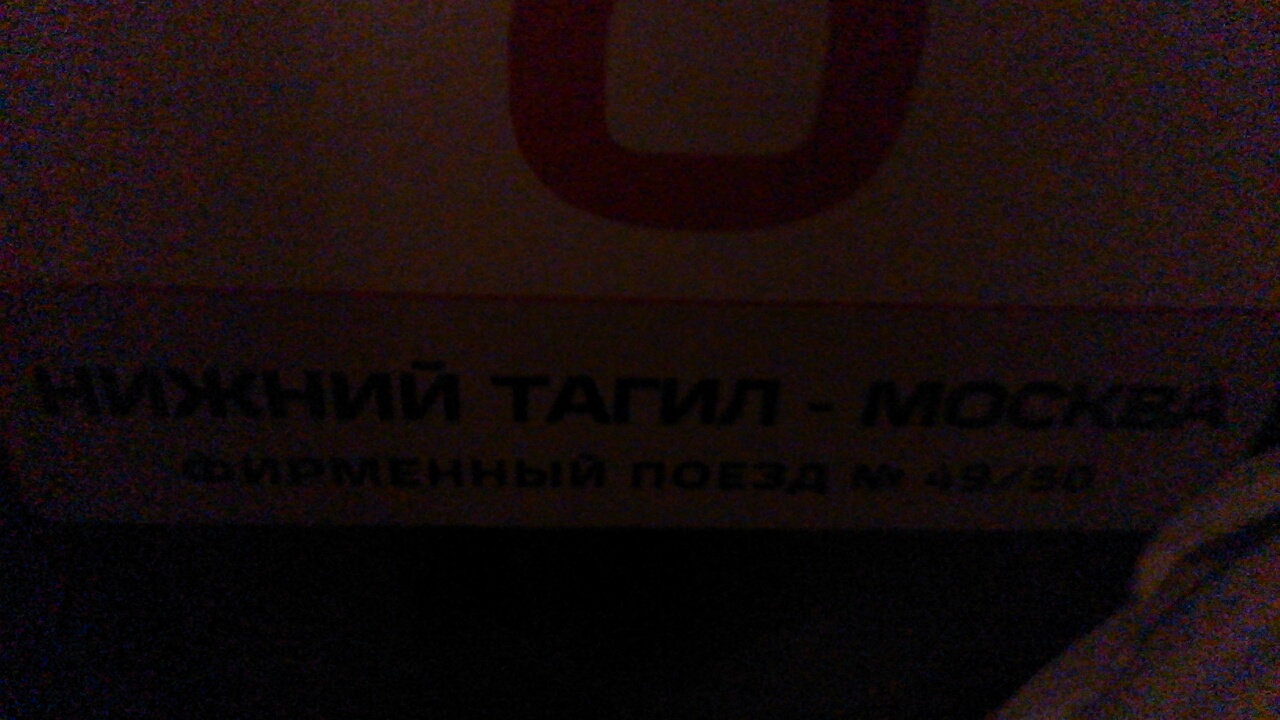 НИЖНИЙ ТАГИЛ - МОСКВА
ФИРМЕННЫЙ ПОЕЗД № 49/50